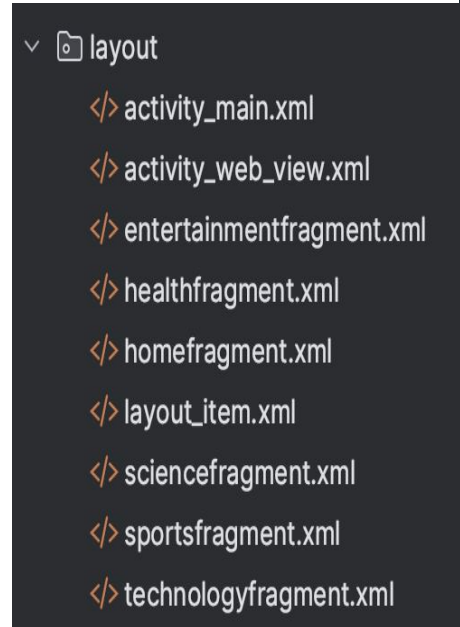 layout
</> activity_main.xml
</> activity_web_view.xml
</> entertainmentfragment.xml
</> healthfragment.xml
</> homefragment.xml
</> layout_item.xml
</> sciencefragment.xml
</> sportsfragment.xml
</> technologyfragment.xml